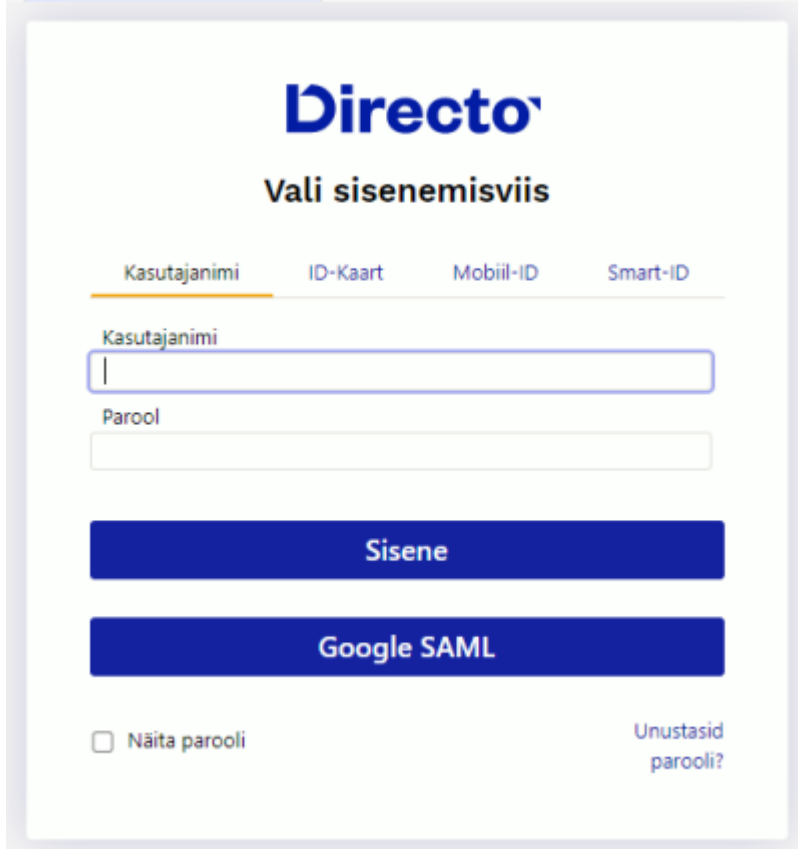 Directo
Vali sisenemisviis
Kasutajanimi ID-Kaart Mobiil-ID Smart-ID
Kasutajanimi
Parool
Sisene
Google SAML
Näita parooli
Unustasid
parooli?